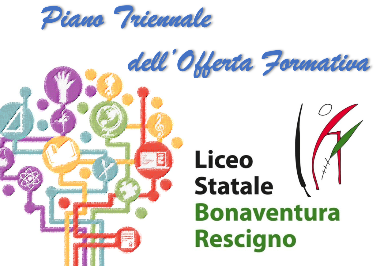 Piano Triennale
dell'Offerta Formativa
Liceo
Statale
Bonaventura
Rescigno